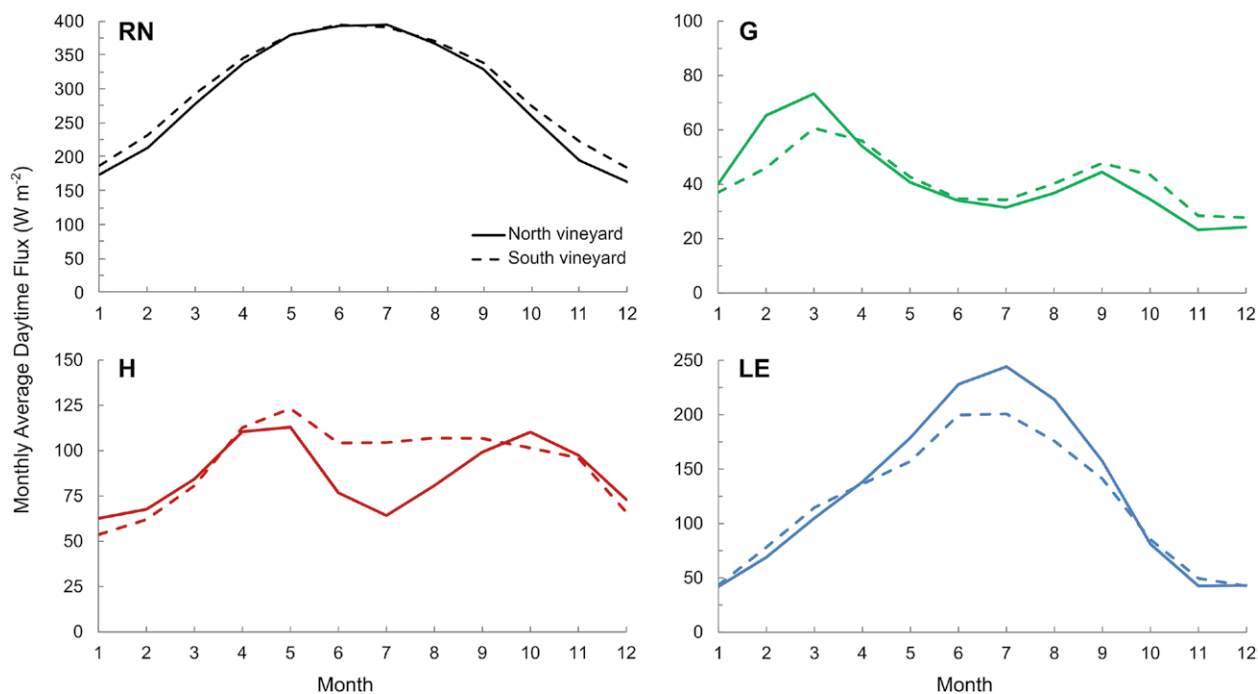 Monthly Average Daytime Flux (W m⁻²)
RN
400
350
300
250
200
150
100
50
0
North vineyard
South vineyard
1 2 3 4 5 6 7 8 9 10 11 12
G
100
80
60
40
20
0
1 2 3 4 5 6 7 8 9 10 11 12
H
150
125
100
75
50
25
0
1 2 3 4 5 6 7 8 9 10 11 12
Month
LE
250
200
150
100
50
0
1 2 3 4 5 6 7 8 9 10 11 12
Month